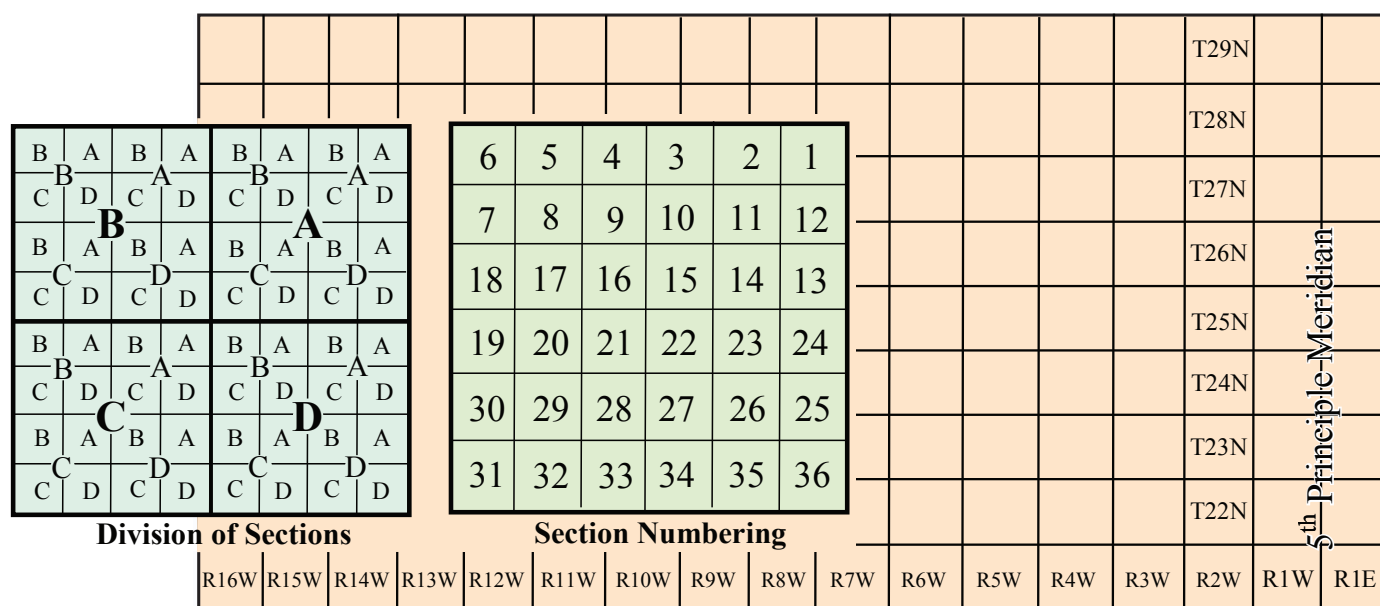 T29N
T28N
T27N
T26N
T25N
T24N
T23N
T22N
5th Principle Meridian
R16W R15W R14W R13W R12W R11W R10W R9W R8W R7W R6W R5W R4W R3W R2W R1W R1E
B A B A B A B A
B A B A
C D C D C D C D
B A
B A B A B A B A
C D C D
C D C D C D C D
B A B A B A B A
B A B A
C D C D C D C D
C D
B A B A B A B A
C D C D
C D C D C D C D
Division of Sections
6 5 4 3 2 1
7 8 9 10 11 12
18 17 16 15 14 13
19 20 21 22 23 24
30 29 28 27 26 25
31 32 33 34 35 36
Section Numbering